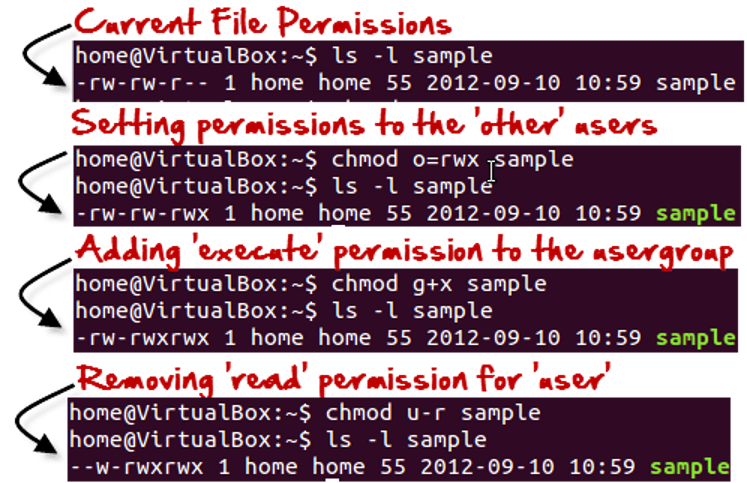 Current File Permissions
home@VirtualBox:~$ ls -l sample
-rw-rw-r-- 1 home home 55 2012-09-10 10:59 sample
Setting permissions to the 'other' users
home@VirtualBox:~$ chmod o=rwx sample
home@VirtualBox:~$ ls -l sample
-rw-rw-rwx 1 home home 55 2012-09-10 10:59 sample
Adding 'execute' permission to the usergroup
home@VirtualBox:~$ chmod g+x sample
home@VirtualBox:~$ ls -l sample
-rw-rwxrwx 1 home home 55 2012-09-10 10:59 sample
Removing 'read' permission for 'user'
home@VirtualBox:~$ chmod u-r sample
home@VirtualBox:~$ ls -l sample
--w-rwxrwx 1 home home 55 2012-09-10 10:59 sample